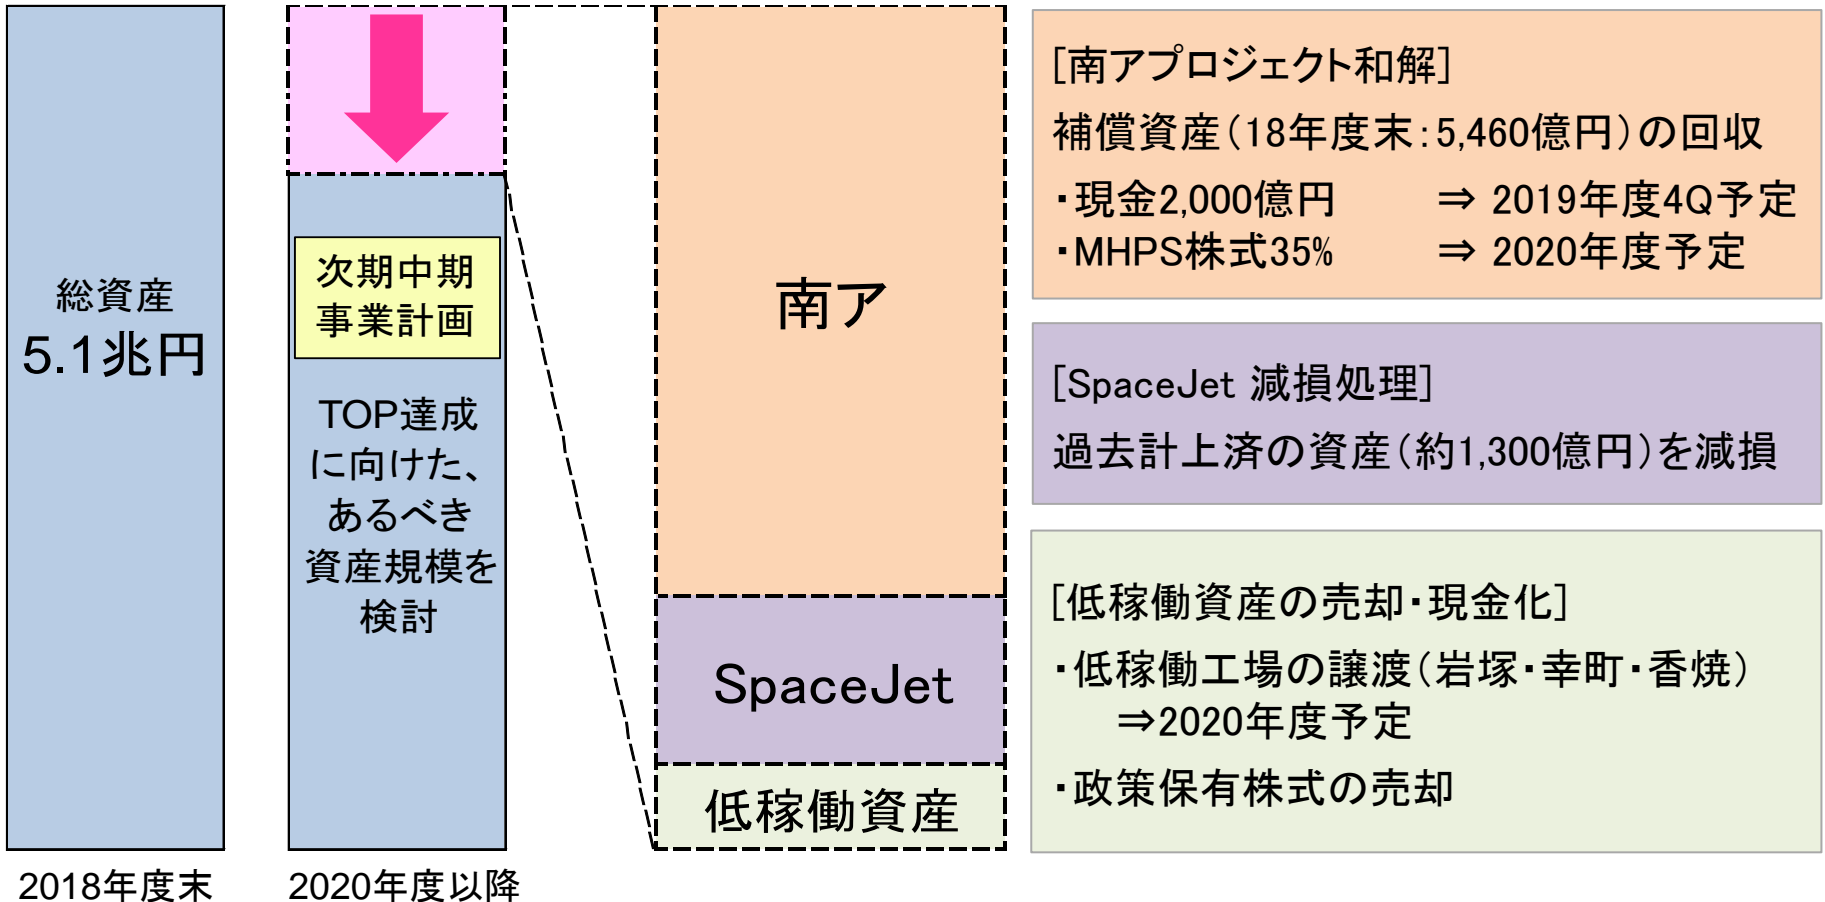 総資産
5.1兆円
2018年度末
次期中期
事業計画
TOP達成
に向けた、
あるべき
資産規模を
検討
2020年度以降
南ア
SpaceJet
低稼働資産
[南アプロジェクト和解]
補償資産(18年度末:5,460億円)の回収
・現金2,000億円 ⇒ 2019年度4Q予定
・MHPS株式35% ⇒ 2020年度予定
[SpaceJet 減損処理]
過去計上済の資産(約1,300億円)を減損
[低稼働資産の売却・現金化]
・低稼働工場の譲渡(岩塚・幸町・香焼)
⇒2020年度予定
・政策保有株式の売却